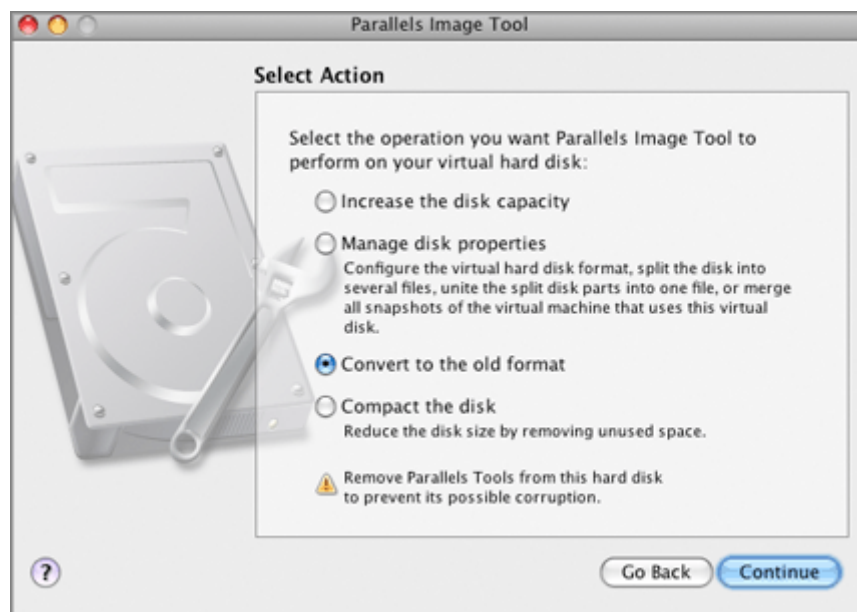 Parallels Image Tool
Select Action
Select the operation you want Parallels Image Tool to
perform on your virtual hard disk:
Increase the disk capacity
Manage disk properties
Configure the virtual hard disk format, split the disk into
several files, unite the split disk parts into one file, or merge
all snapshots of the virtual machine that uses this virtual
disk.
Convert to the old format
Compact the disk
Reduce the disk size by removing unused space.
Remove Parallels Tools from this hard disk
to prevent its possible corruption.
?
Go Back
Continue